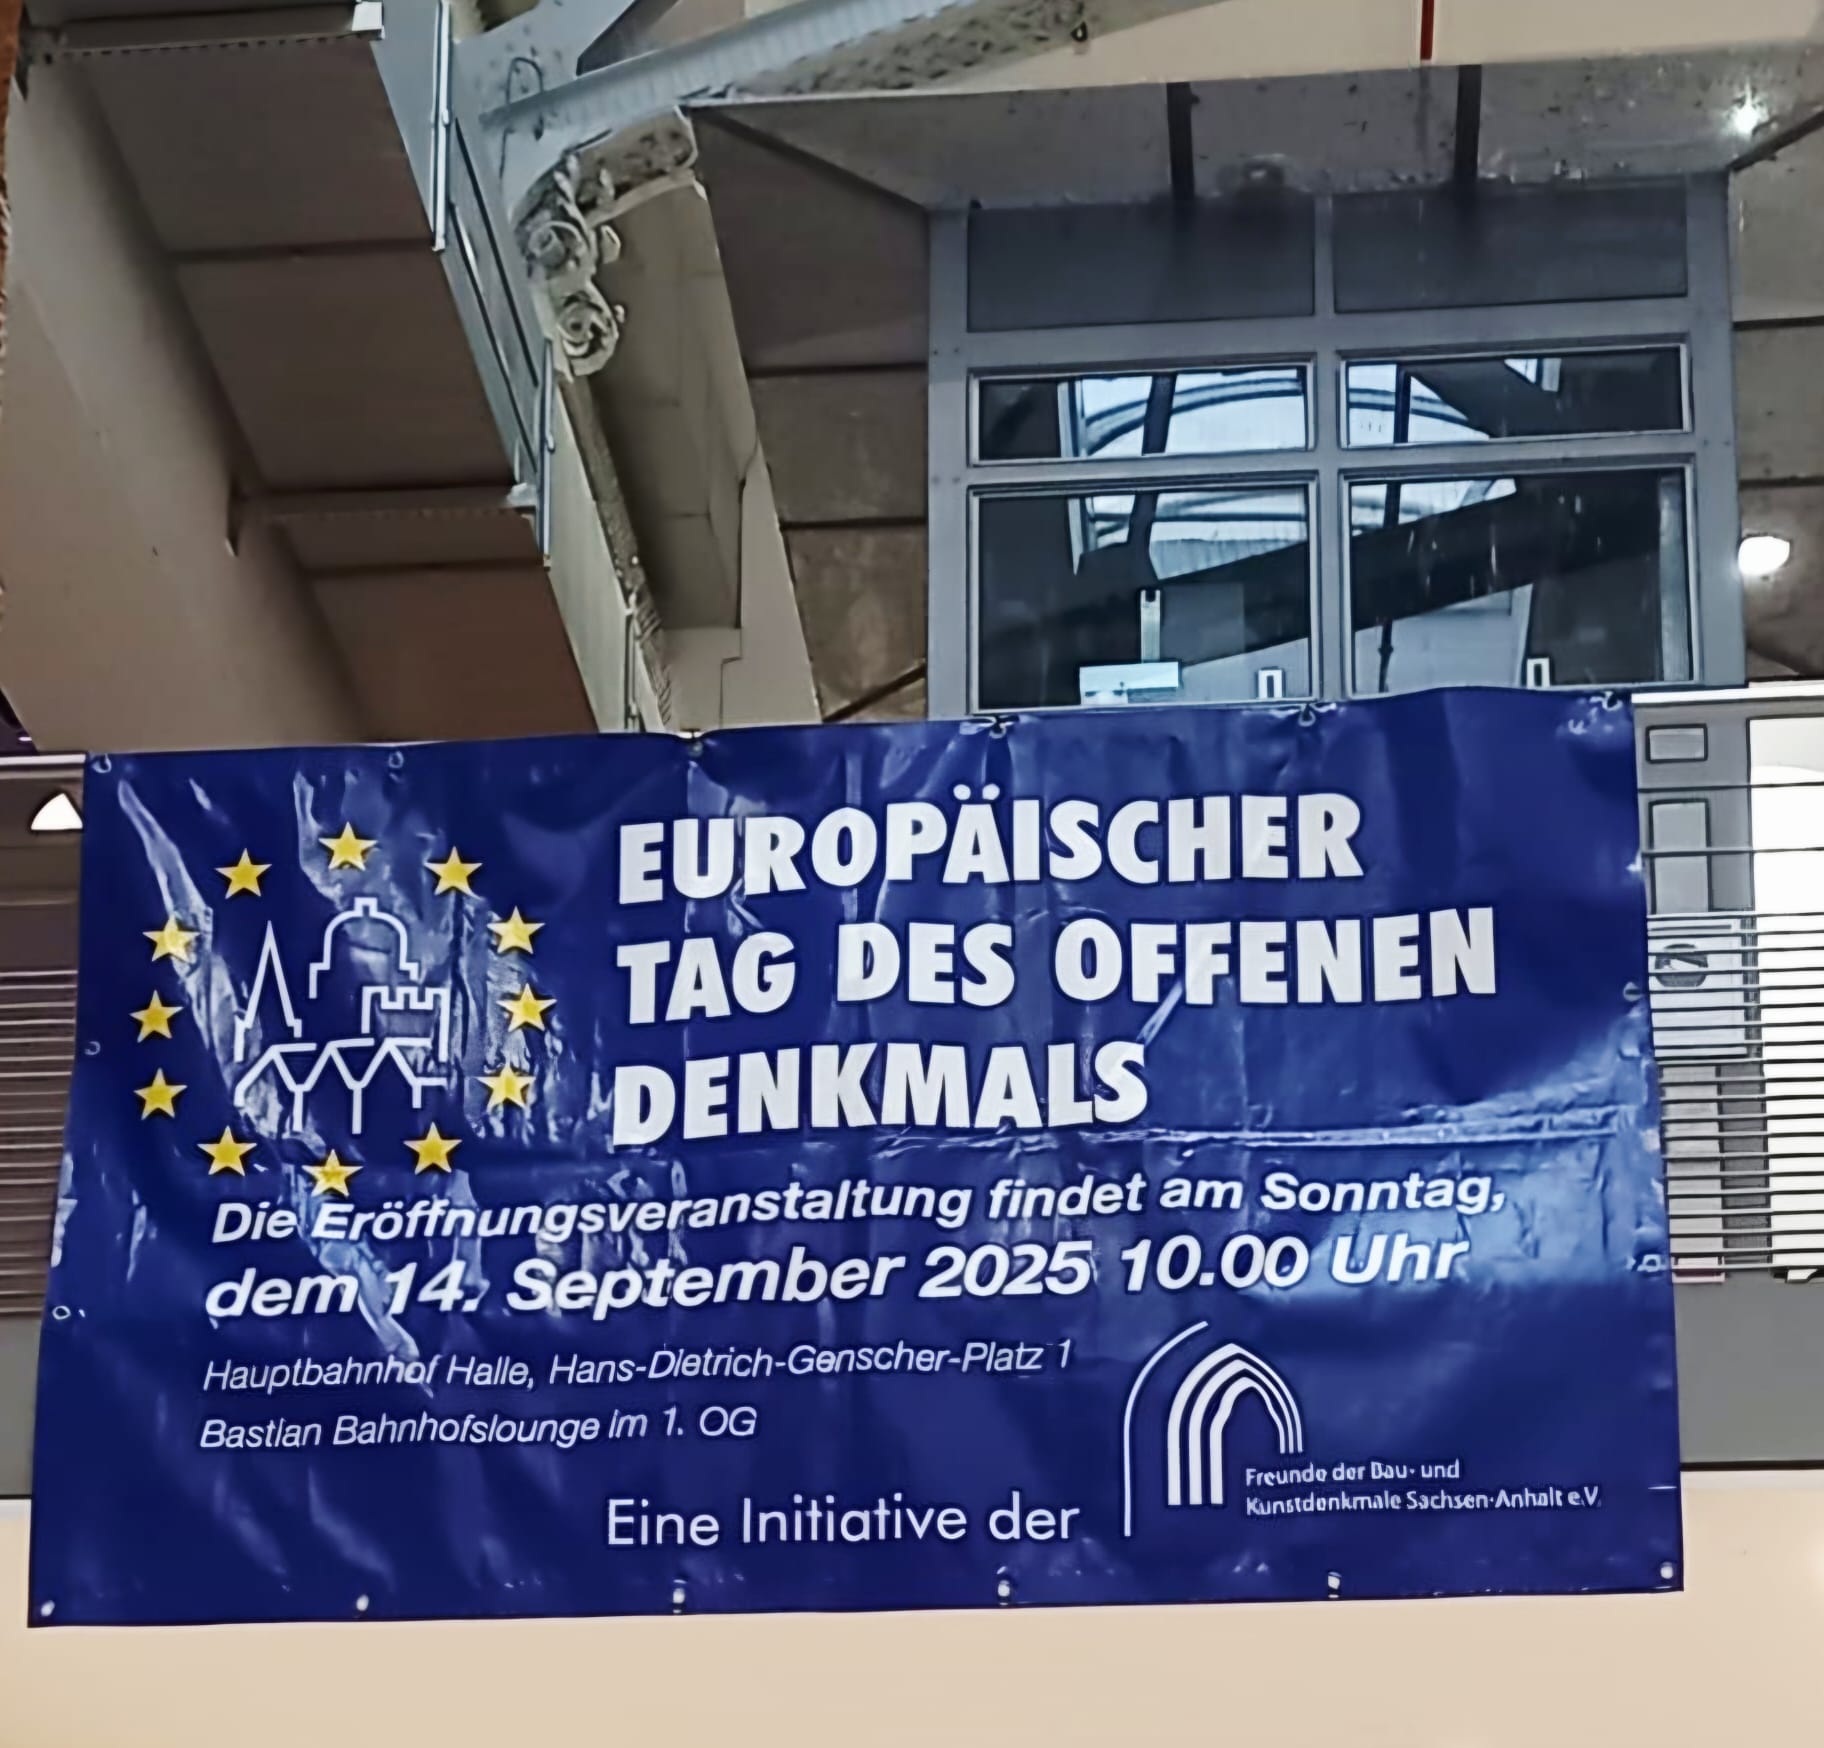 EUROPÄISCHER
TAG DES OFFENEN
DENKMALS
Die Eröffnungsveranstaltung findet am Sonntag,
dem 14. September 2025 10.00 Uhr
Hauptbahnhof Halle, Hans-Dietrich-Genscher-Platz 1
Bastian Bahnhofslounge im 1. OG
Eine Initiative der
Freunde der Bau- und
Kunstdenkmale Sachsen-Anhalt e.V.